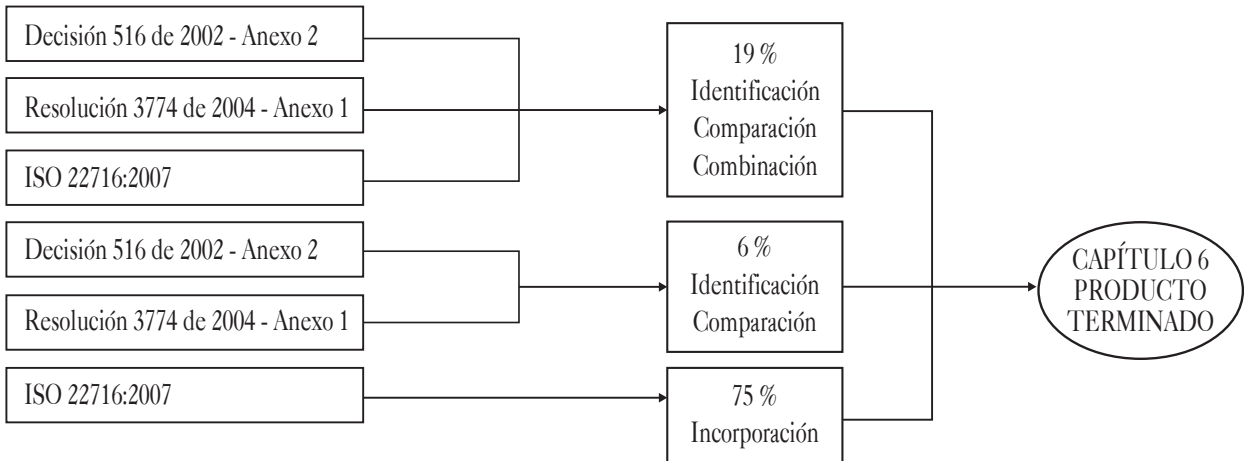 Decisión 516 de 2002 - Anexo 2
Resolución 3774 de 2004 - Anexo 1
ISO 22716:2007
19 %
Identificación
Comparación
Combinación
Decisión 516 de 2002 - Anexo 2
Resolución 3774 de 2004 - Anexo 1
6 %
Identificación
Comparación
ISO 22716:2007
75 %
Incorporación
CAPÍTULO 6
PRODUCTO
TERMINADO